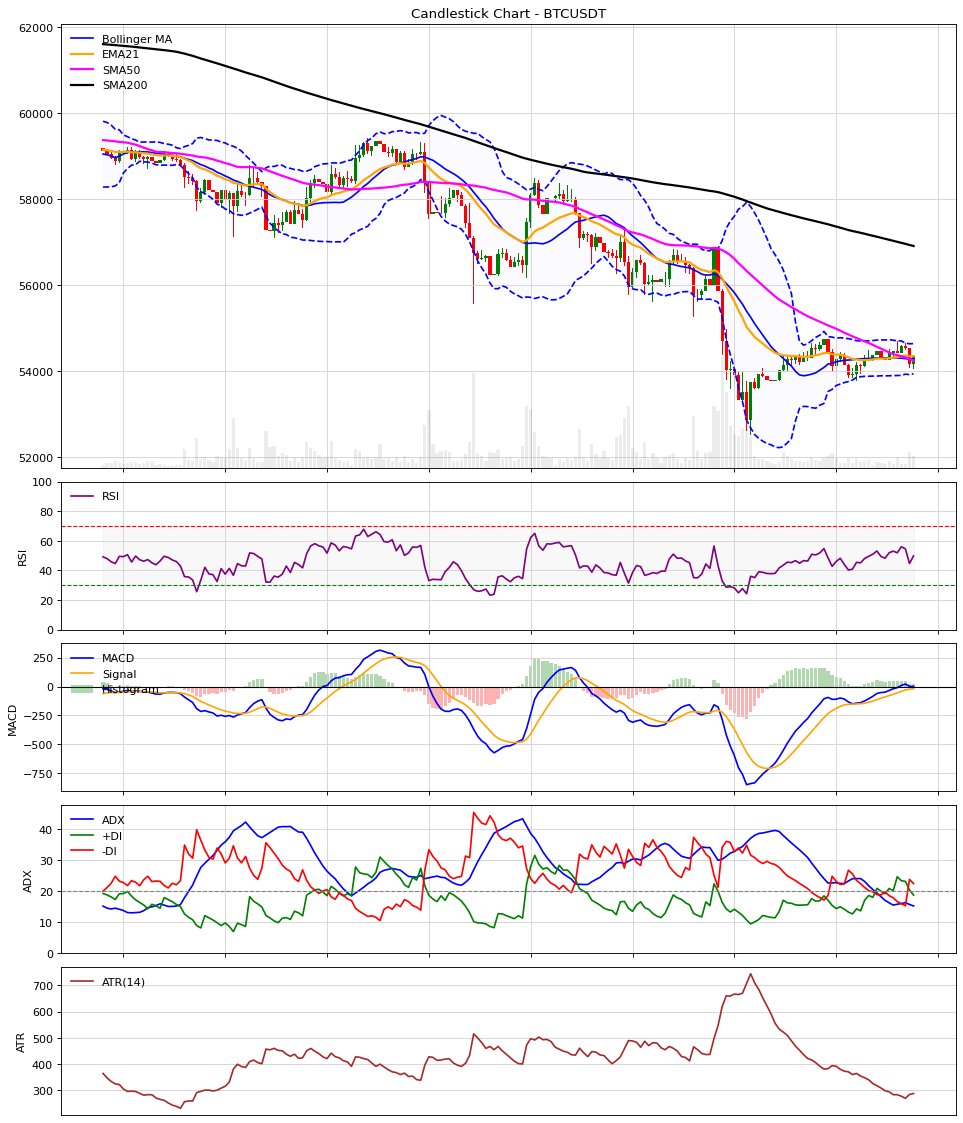 Candlestick Chart - BTCUSDT
62000
60000
58000
56000
54000
52000
Bollinger MA
EMA21
SMA50
SMA200
100
80
60
40
20
0
RSI
RSI
250
0
−250
−500
−750
MACD
MACD
Signal
Histogram
40
30
20
10
0
ADX
ADX
+DI
-DI
700
600
500
400
300
ATR
ATR(14)